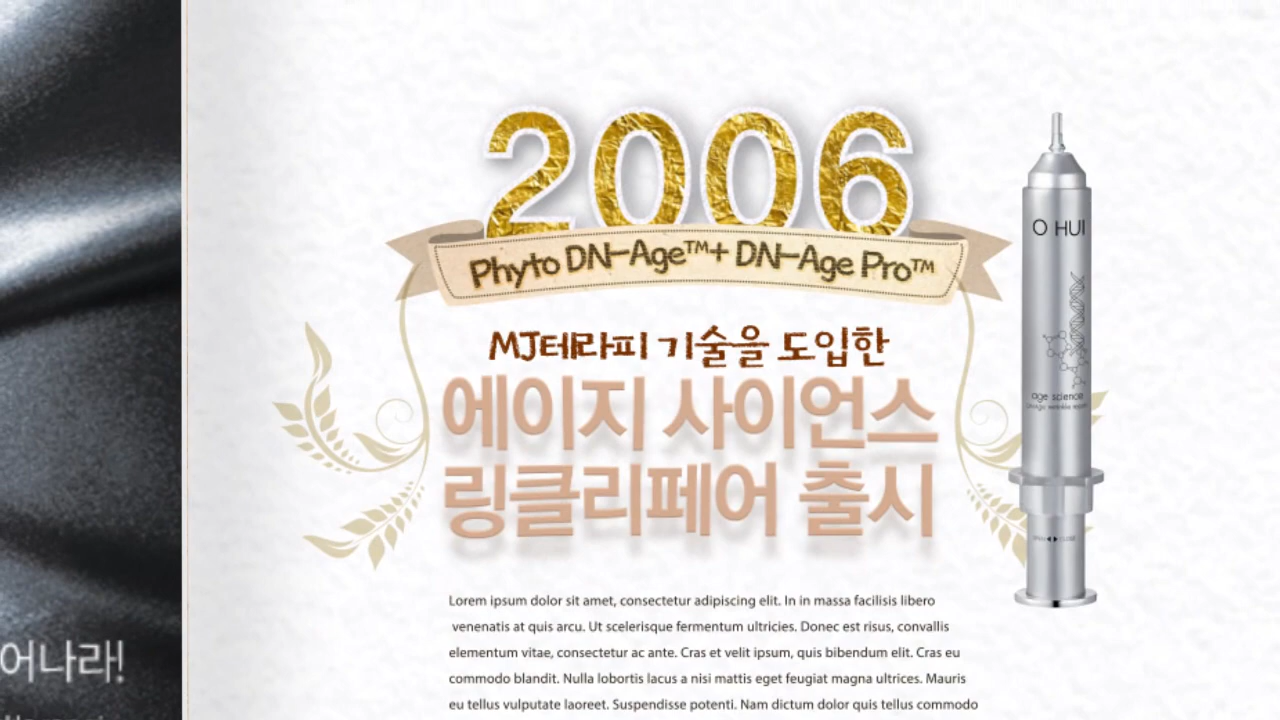 2006
Phyto DN-Age™+ DN-Age Pro™
MJ테라피 기술을 도입한
에이지 사이언스
링클리페어 출시
O HUI
age science
어나라!
Lorem ipsum dolor sit amet, consectetur adipiscing elit. In in massa facilisis libero
venenatis at quis arcu. Ut scelerisque fermentum ultricies. Donec est risus, convallis
elementum vitae, consectetur ac ante. Cras et velit ipsum, quis bibendum elit. Cras eu
commodo blandit. Nulla lobortis lacus a nisi mattis eget feugiat magna ultrices. Mauris
eu tellus vulputate laoreet. Suspendisse potenti. Nam dictum dolor quis tellus commodo